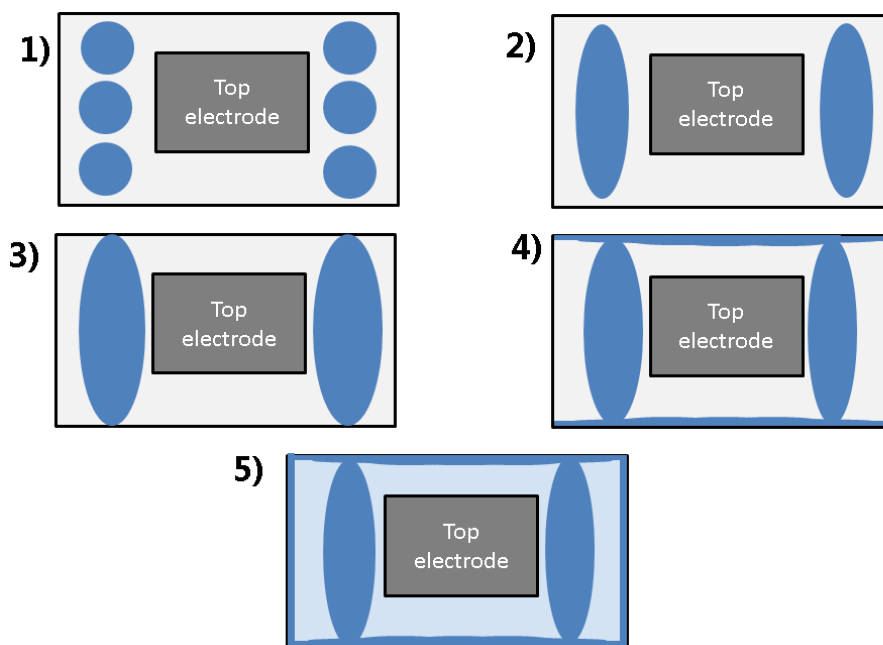 1)
Top
electrode
2)
Top
electrode
3)
Top
electrode
4)
Top
electrode
5)
Top
electrode